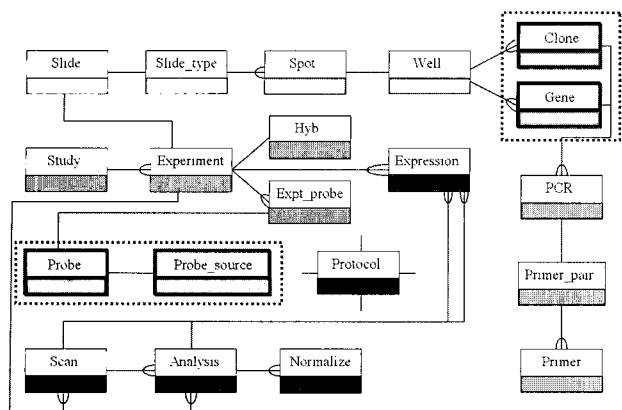 Clone
Slide
Slide_type
Spot
Well
Gene
Hyb
Study
Experiment
Expression
Expt_probe
PCR
Probe
Probe_source
Protocol
Primer_pair
Scan
Analysis
Normalize
Primer